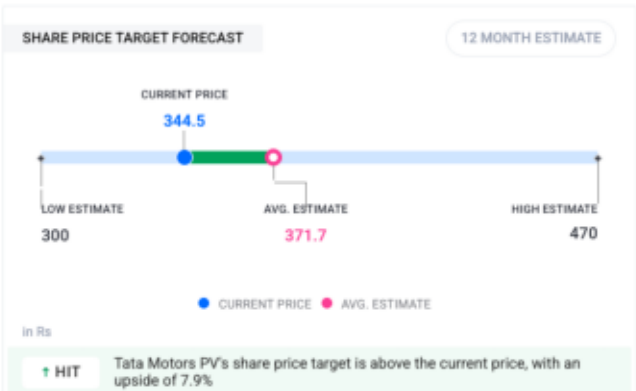 SHARE PRICE TARGET FORECAST
12 MONTH ESTIMATE
CURRENT PRICE
344.5
LOW ESTIMATE
AVG. ESTIMATE
HIGH ESTIMATE
300
371.7
470
CURRENT PRICE
AVG. ESTIMATE
in Rs
↑ HIT
Tata Motors PV's share price target is above the current price, with an
upside of 7.9%